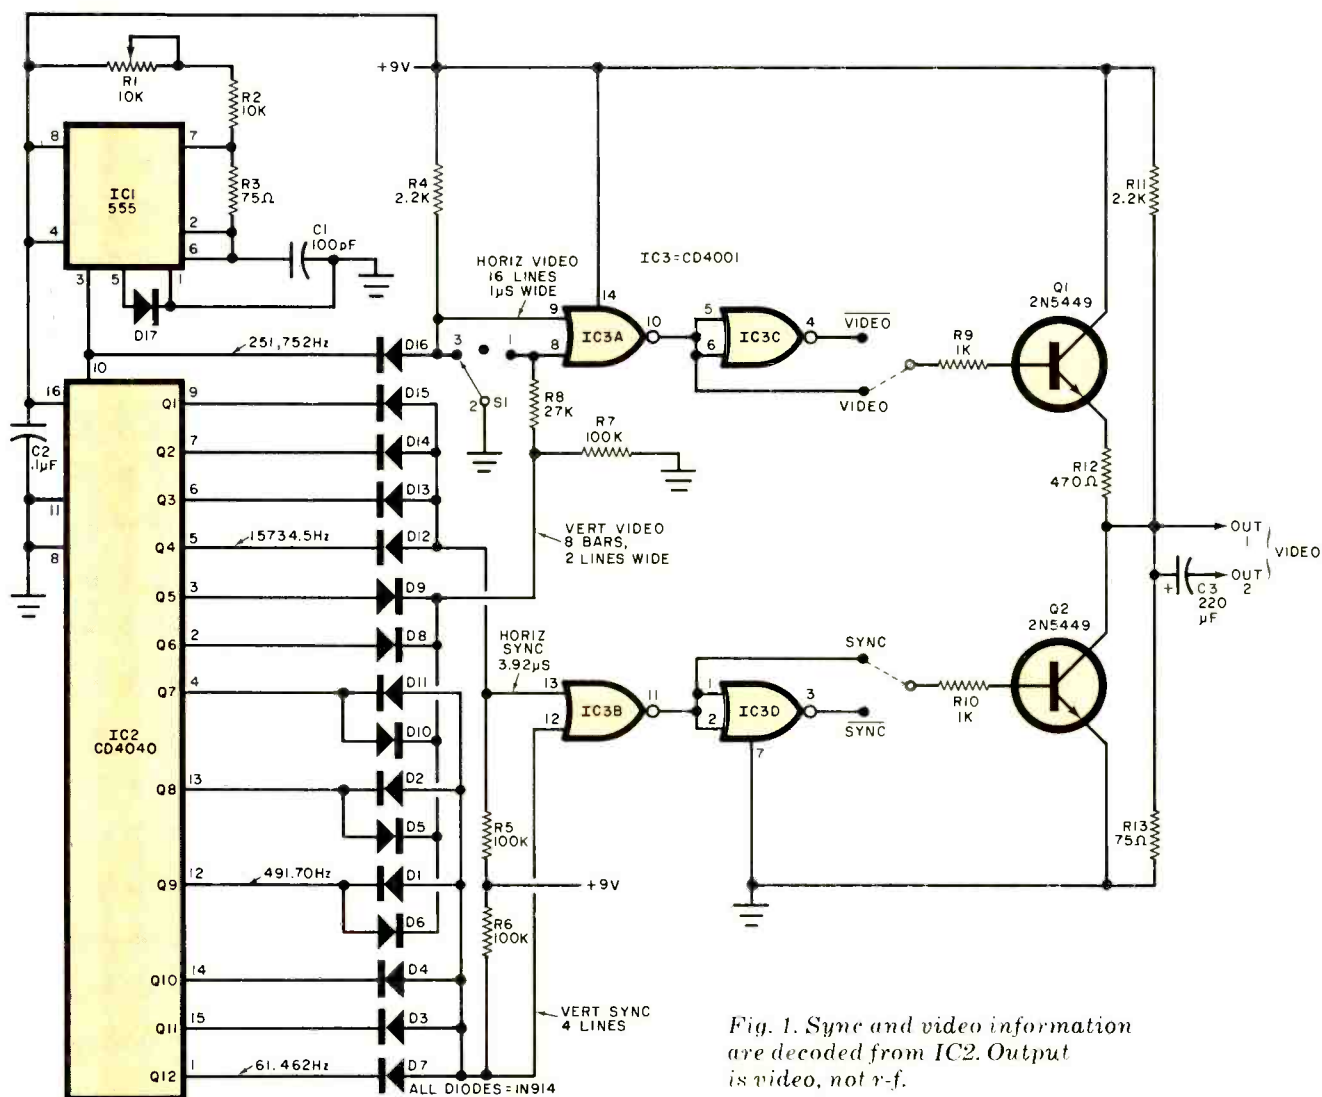 +9V
R1
10K
R2
10K
8
7
IC1
555
R3
75Ω
4
2
6
C1
100pF
3
5
1
D17
R4
2.2K
HORIZ VIDEO
16 LINES
1µS WIDE
IC3=CD4001
14
9
8
IC3A
10
5
6
IC3C
4
VIDEO
VIDEO
R9
1K
Q1
2N5449
R11
2.2K
251,752Hz
D16
3
1
2
S1
R8
27K
R7
100K
R12
470Ω
10
16
Q1
9
D15
Q2
7
D14
C2
.1µF
Q3
6
D13
11
Q4
5
15734.5Hz
D12
8
VERT VIDEO
8 BARS,
2 LINES WIDE
OUT
1
VIDEO
OUT
2
+
C3
220
µF
Q5
3
D9
Q6
2
D8
HORIZ
SYNC
3.92µS
Q7
4
D11
D10
13
12
IC3B
11
1
2
IC3D
3
7
SYNC
SYNC
R10
1K
Q2
2N5449
IC2
CD4040
Q8
13
D2
D5
R5
100K
R13
75Ω
Q9
12
491.70Hz
D1
+9V
D6
R6
100K
Q10
14
D4
Q11
15
D3
VERT SYNC
4 LINES
Q12
1
61.462Hz
D7
ALL DIODES=1N914
Fig. 1. Sync and video information
are decoded from IC2. Output
is video, not r-f.